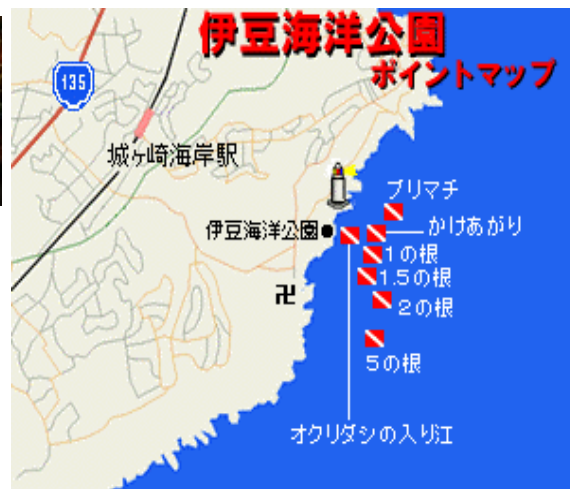 伊豆海洋公園
ポイントマップ
135
城ヶ崎海岸駅
ブリマチ
かけあがり
伊豆海洋公園
1の根
1.5の根
卍
2の根
5の根
オクリダシの入り江